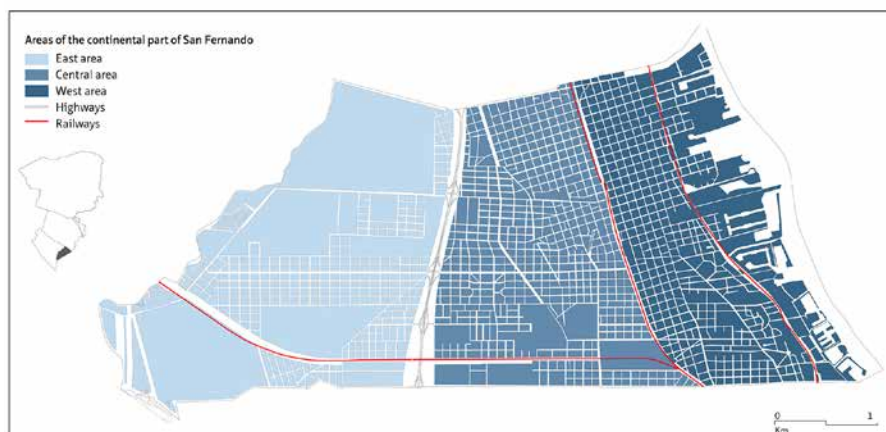 Areas of the continental part of San Fernando
East area
Central area
West area
Highways
Railways
0 1
Km